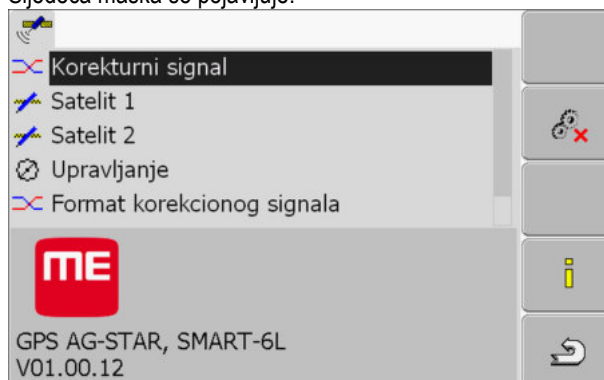 Sljedeća maska se pojavljuje:
Korekturni signal
Satelit 1
Satelit 2
Upravljanje
Format korekcionog signala
ME
GPS AG-STAR, SMART-6L
V01.00.12